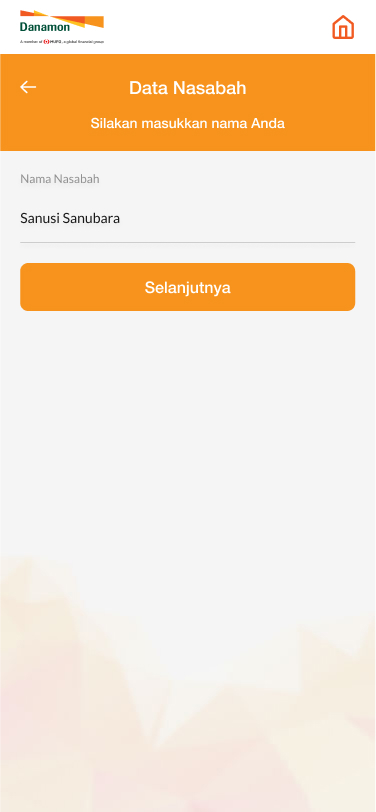 Danamon
A member of MUFG, a global financial group
Data Nasabah
Silakan masukkan nama Anda
Nama Nasabah
Sanusi Sanubara
Selanjutnya